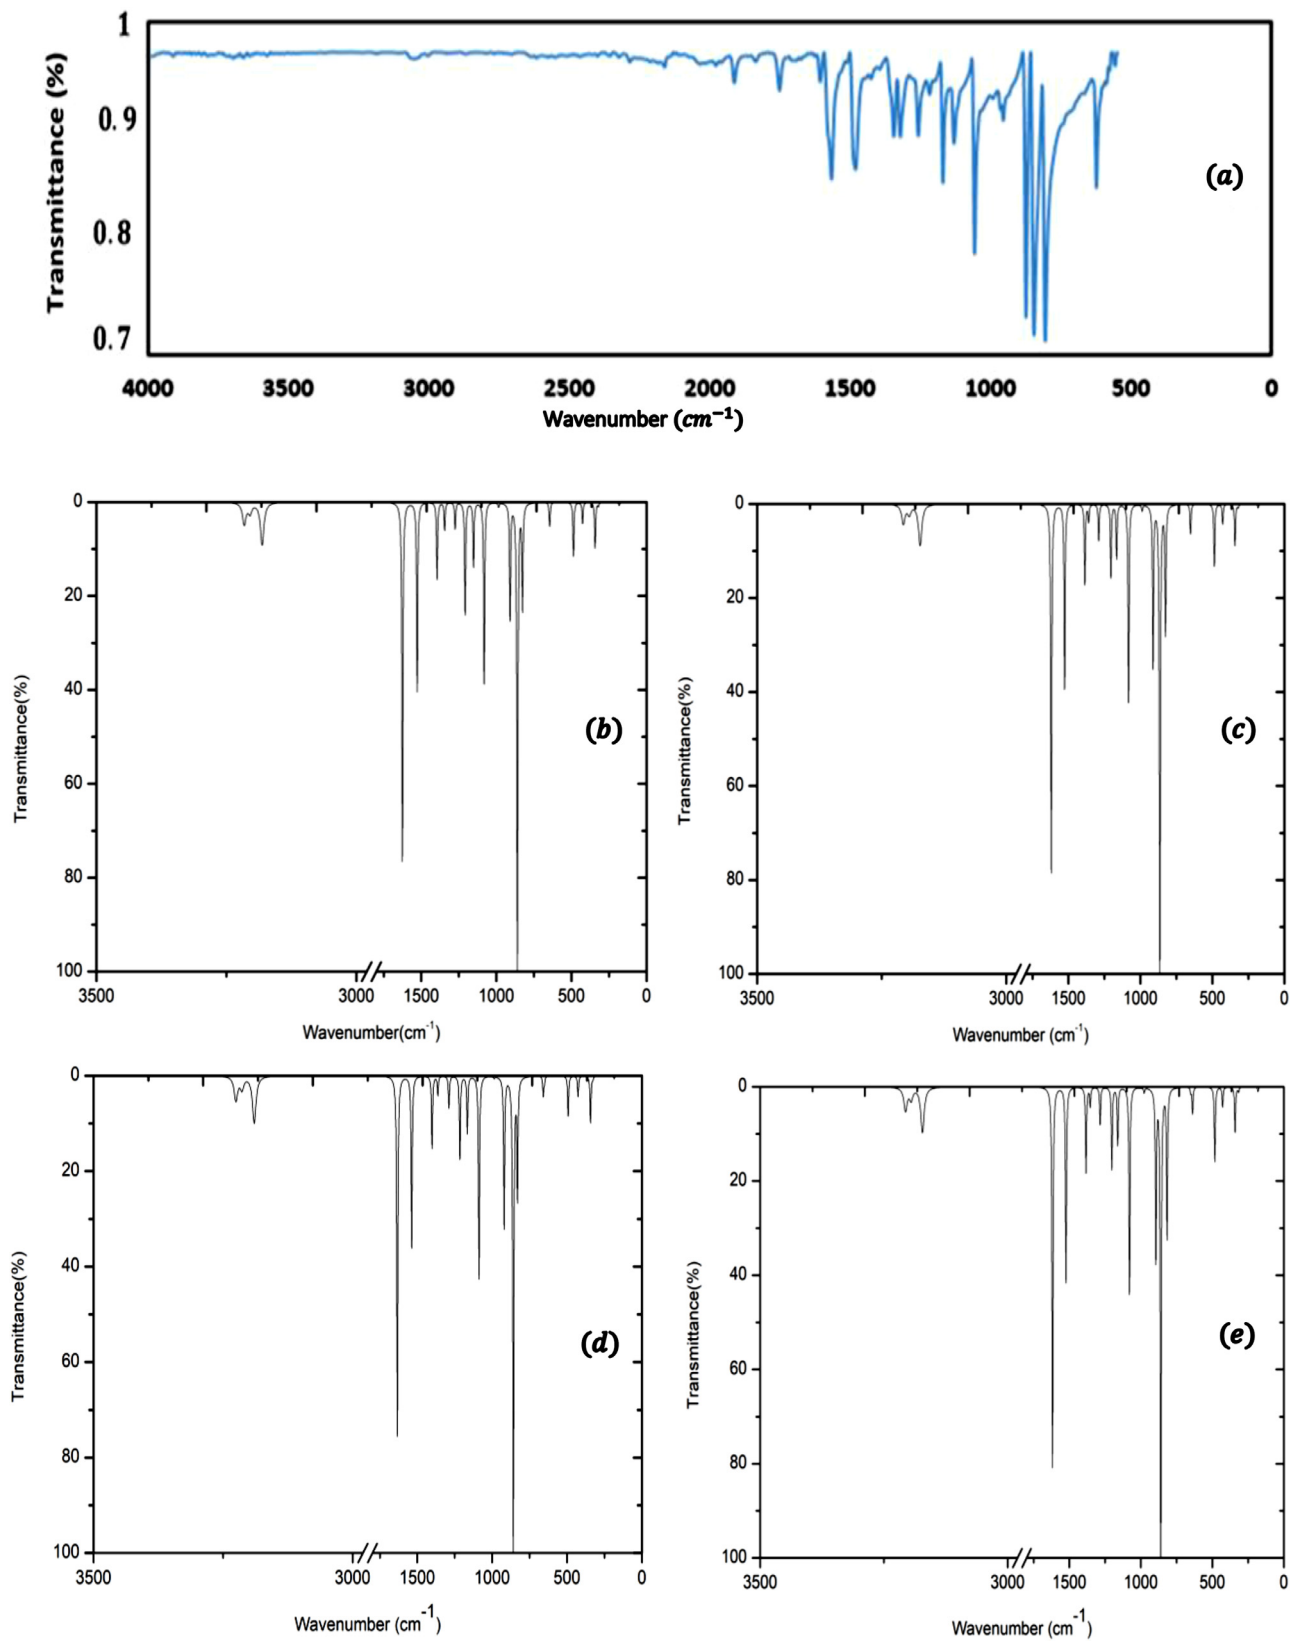 1
0.9
0.8
0.7
Transmittance (%)
(a)
4000 3500 3000 2500 2000 1500 1000 500 0
Wavenumber (cm⁻¹)
0
20
40
60
80
100
Transmittance(%)
(b)
3500 3000 1500 1000 500 0
Wavenumber(cm⁻¹)
0
20
40
60
80
100
Transmittance(%)
(c)
3500 3000 1500 1000 500 0
Wavenumber (cm⁻¹)
0
20
40
60
80
100
Transmittance(%)
(d)
3500 3000 1500 1000 500 0
Wavenumber (cm⁻¹)
0
20
40
60
80
100
Transmittance(%)
(e)
3500 3000 1500 1000 500 0
Wavenumber (cm⁻¹)